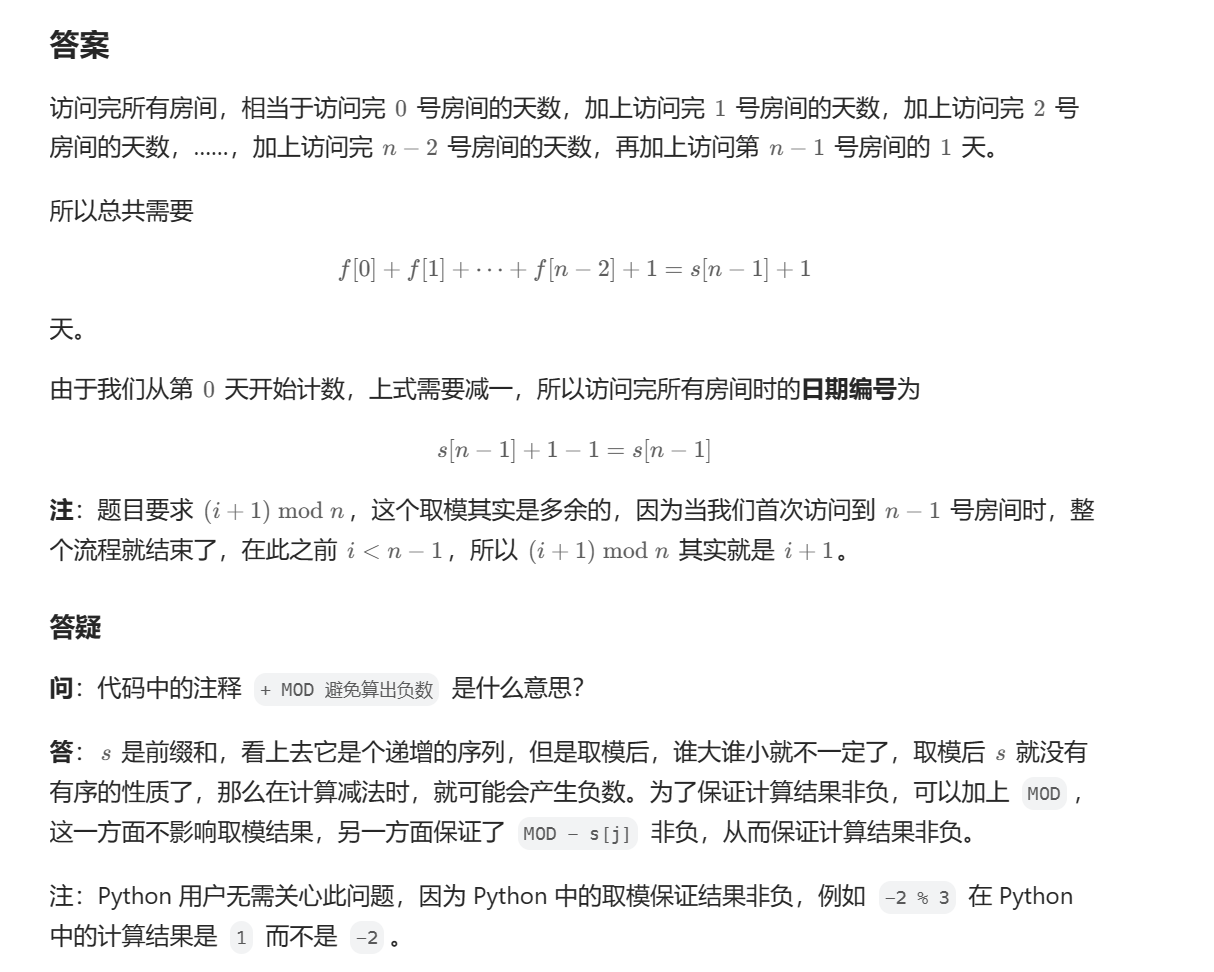 答案
访问完所有房间，相当于访问完 0 号房间的天数，加上访问完 1 号房间的天数，加上访问完 2 号
房间的天数，……，加上访问完 n − 2 号房间的天数，再加上访问第 n − 1 号房间的 1 天。
所以总共需要
f[0] + f[1] + ⋯ + f[n − 2] + 1 = s[n − 1] + 1
天。
由于我们从第 0 天开始计数，上式需要减一，所以访问完所有房间时的日期编号为
s[n − 1] + 1 − 1 = s[n − 1]
注：题目要求 (i + 1) mod n，这个取模其实是多余的，因为当我们首次访问到 n − 1 号房间时，整
个流程就结束了，在此之前 i < n − 1，所以 (i + 1) mod n 其实就是 i + 1。
答疑
问：代码中的注释 + MOD 避免算出负数 是什么意思？
答：s 是前缀和，看上去它是个递增的序列，但是取模后，谁大谁小就不一定了，取模后 s 就没有
有序的性质了，那么在计算减法时，就可能会产生负数。为了保证计算结果非负，可以加上 MOD ，
这一方面不影响取模结果，另一方面保证了 MOD - s[j] 非负，从而保证计算结果非负。
注：Python 用户无需关心此问题，因为 Python 中的取模保证结果非负，例如 -2 % 3 在 Python
中的计算结果是 1 而不是 -2 。